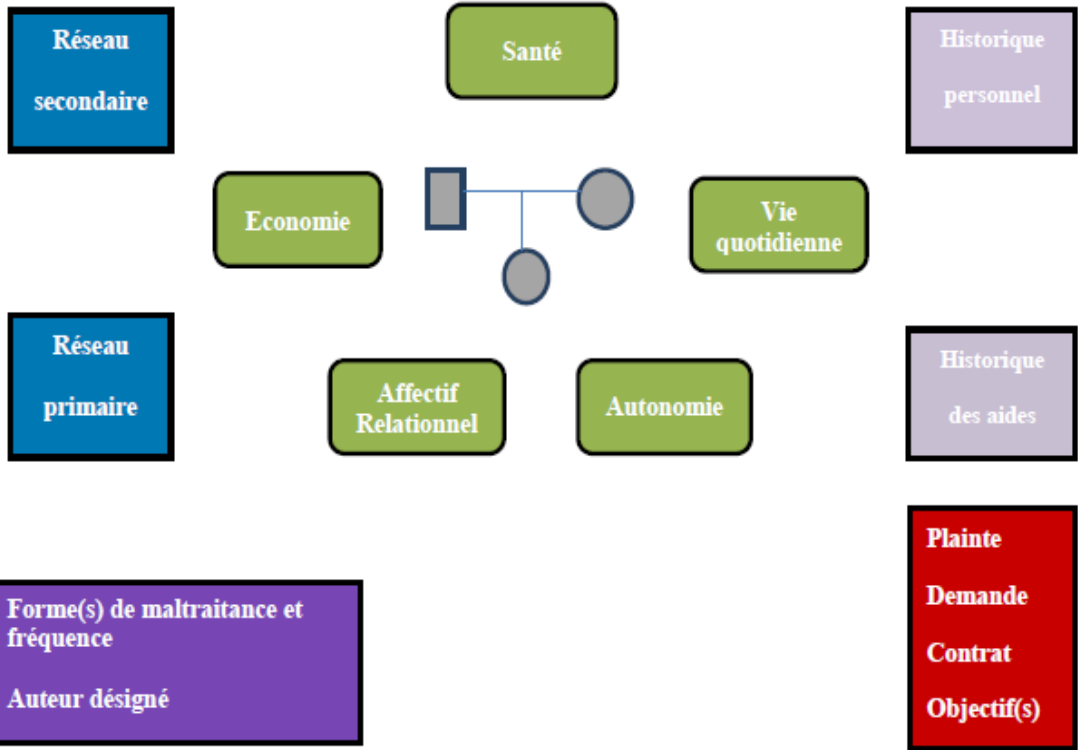 Réseau
secondaire
Santé
Historique
personnel
Economie
Vie
quotidienne
Réseau
primaire
Affectif
Relationnel
Autonomie
Historique
des aides
Forme(s) de maltraitance et
fréquence
Auteur désigné
Plainte
Demande
Contrat
Objectif(s)